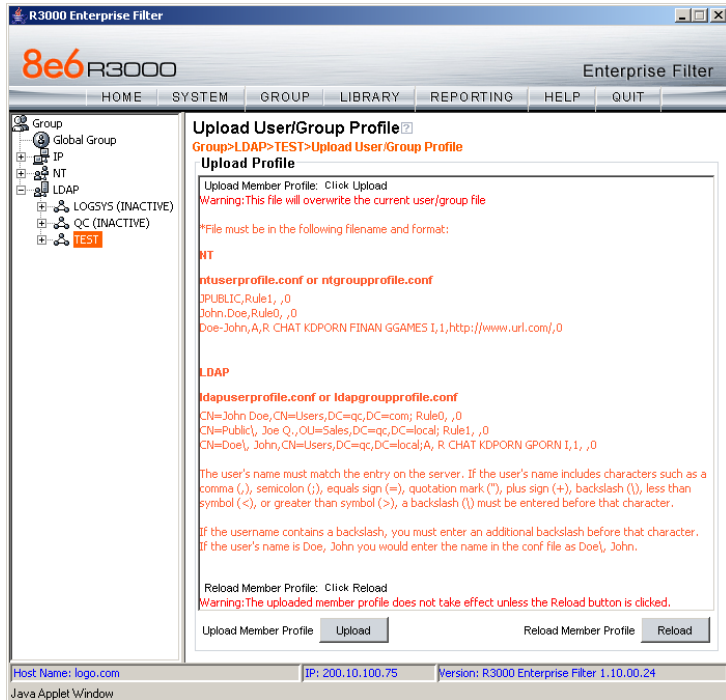 R3000 Enterprise Filter
8e6 R3000
Enterprise Filter
HOME SYSTEM GROUP LIBRARY REPORTING HELP QUIT
Group
Global Group
IP
NT
LDAP
LOGSYS (INACTIVE)
QC (INACTIVE)
TEST
Upload User/Group Profile
Group>LDAP>TEST>Upload User/Group Profile
Upload Profile
Upload Member Profile: Click Upload
Warning:This file will overwrite the current user/group file
*File must be in the following filename and format:
NT
ntuserprofile.conf or ntgroupprofile.conf
JPUBLIC,Rule1, ,0
John.Doe,Rule0, ,0
Doe-John,A,R CHAT KDPORN FINAN GGAMES I,1,http://www.url.com/,0
LDAP
ldapuserprofile.conf or ldapgroupprofile.conf
CN=John Doe,CN=Users,DC=qc,DC=com; Rule0, ,0
CN=Public\, Joe Q.,OU=Sales,DC=qc,DC=local; Rule1, ,0
CN=Doe\, John,CN=Users,DC=qc,DC=local;A, R CHAT KDPORN GPORN I,1, ,0
The user's name must match the entry on the server. If the user's name includes characters such as a
comma (,), semicolon (;), equals sign (=), quotation mark ("), plus sign (+), backslash (\), less than
symbol (<), or greater than symbol (>), a backslash (\) must be entered before that character.
If the username contains a backslash, you must enter an additional backslash before that character.
If the user's name is Doe, John you would enter the name in the conf file as Doe\, John.
Reload Member Profile: Click Reload
Warning:The uploaded member profile does not take effect unless the Reload button is clicked.
Upload Member Profile Upload Reload Member Profile Reload
Host Name: logo.com IP: 200.10.100.75 Version: R3000 Enterprise Filter 1.10.00.24
Java Applet Window